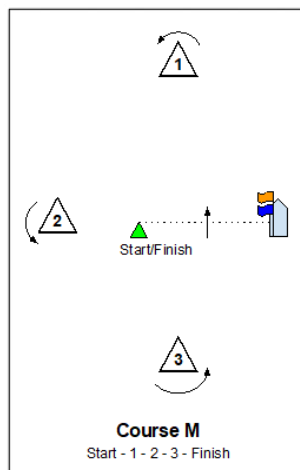 1
2
Start/Finish
3
Course M
Start - 1 - 2 - 3 - Finish